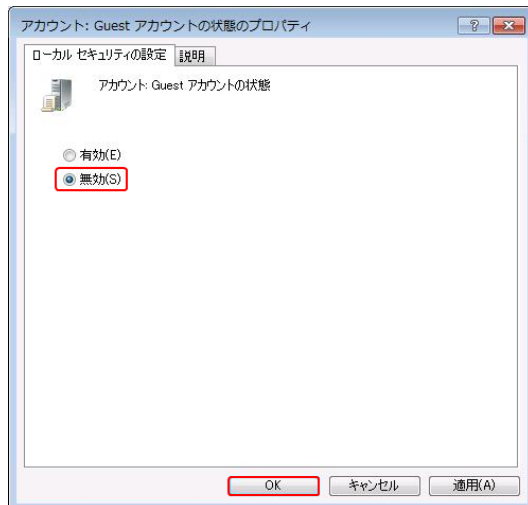 アカウント: Guest アカウントの状態のプロパティ
ローカル セキュリティの設定 説明
アカウント: Guest アカウントの状態
有効(E)
無効(S)
OK キャンセル 適用(A)